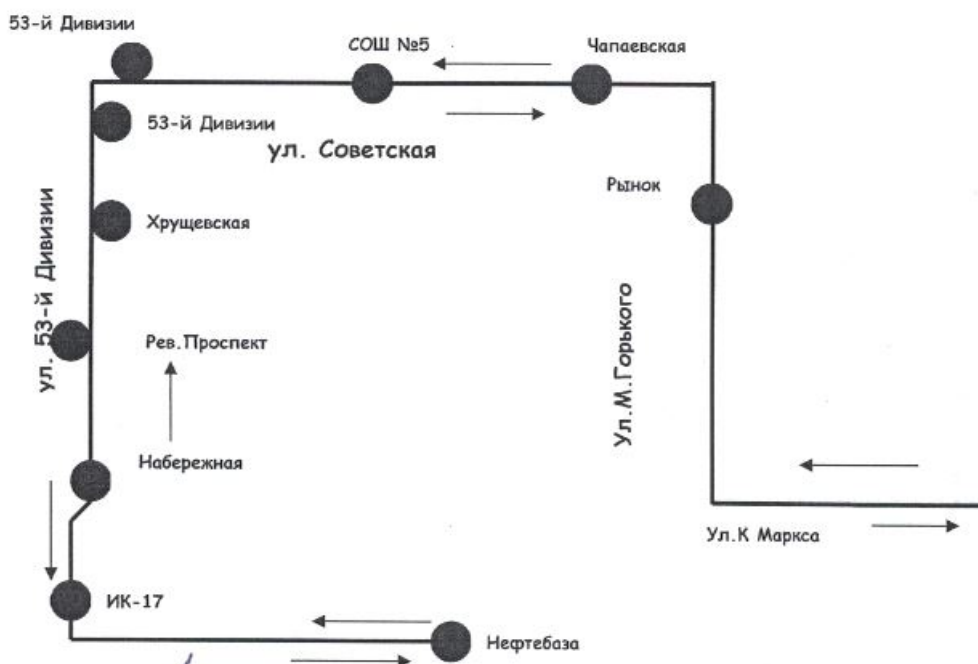 53-й Дивизии
СОШ №5
Чапаевская
53-й Дивизии
ул. Советская
Рынок
Хрущевская
ул. 53-й Дивизии
Рев.Проспект
Ул.М.Горького
Набережная
Ул.К Маркса
ИК-17
Нефтебаза